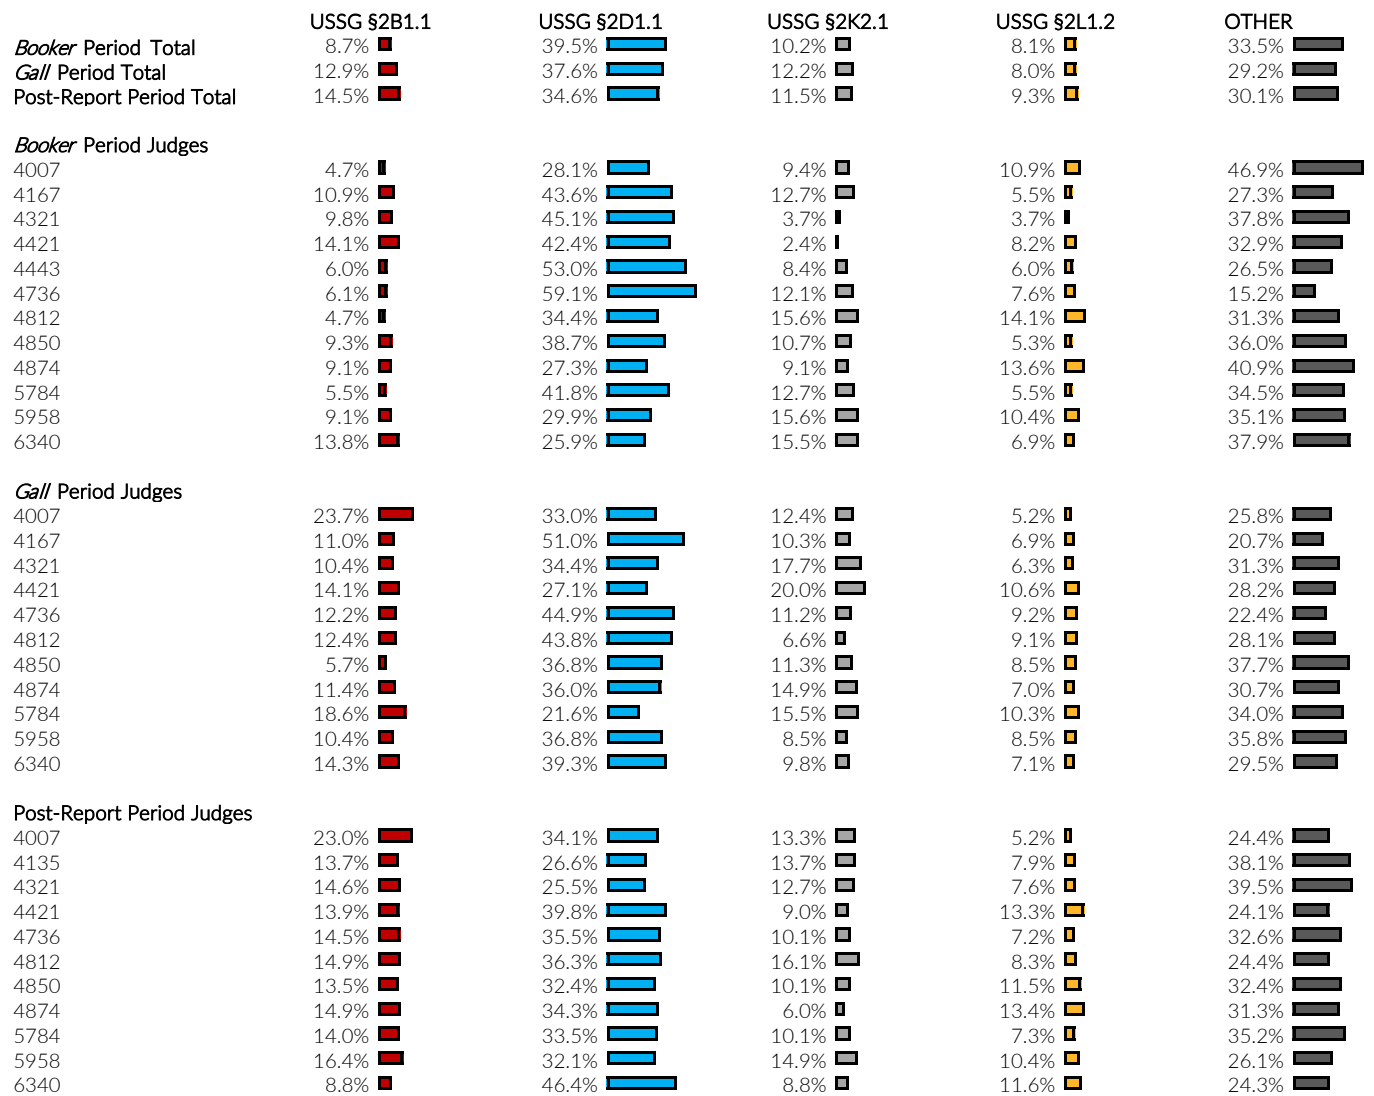 USSG §2B1.1 USSG §2D1.1 USSG §2K2.1 USSG §2L1.2 OTHER
Booker Period Total 8.7% 39.5% 10.2% 8.1% 33.5%
Gall Period Total 12.9% 37.6% 12.2% 8.0% 29.2%
Post-Report Period Total 14.5% 34.6% 11.5% 9.3% 30.1%
Booker Period Judges
4007 4.7% 28.1% 9.4% 10.9% 46.9%
4167 10.9% 43.6% 12.7% 5.5% 27.3%
4321 9.8% 45.1% 3.7% 3.7% 37.8%
4421 14.1% 42.4% 2.4% 8.2% 32.9%
4443 6.0% 53.0% 8.4% 6.0% 26.5%
4736 6.1% 59.1% 12.1% 7.6% 15.2%
4812 4.7% 34.4% 15.6% 14.1% 31.3%
4850 9.3% 38.7% 10.7% 5.3% 36.0%
4874 9.1% 27.3% 9.1% 13.6% 40.9%
5784 5.5% 41.8% 12.7% 5.5% 34.5%
5958 9.1% 29.9% 15.6% 10.4% 35.1%
6340 13.8% 25.9% 15.5% 6.9% 37.9%
Gall Period Judges
4007 23.7% 33.0% 12.4% 5.2% 25.8%
4167 11.0% 51.0% 10.3% 6.9% 20.7%
4321 10.4% 34.4% 17.7% 6.3% 31.3%
4421 14.1% 27.1% 20.0% 10.6% 28.2%
4736 12.2% 44.9% 11.2% 9.2% 22.4%
4812 12.4% 43.8% 6.6% 9.1% 28.1%
4850 5.7% 36.8% 11.3% 8.5% 37.7%
4874 11.4% 36.0% 14.9% 7.0% 30.7%
5784 18.6% 21.6% 15.5% 10.3% 34.0%
5958 10.4% 36.8% 8.5% 8.5% 35.8%
6340 14.3% 39.3% 9.8% 7.1% 29.5%
Post-Report Period Judges
4007 23.0% 34.1% 13.3% 5.2% 24.4%
4135 13.7% 26.6% 13.7% 7.9% 38.1%
4321 14.6% 25.5% 12.7% 7.6% 39.5%
4421 13.9% 39.8% 9.0% 13.3% 24.1%
4736 14.5% 35.5% 10.1% 7.2% 32.6%
4812 14.9% 36.3% 16.1% 8.3% 24.4%
4850 13.5% 32.4% 10.1% 11.5% 32.4%
4874 14.9% 34.3% 6.0% 13.4% 31.3%
5784 14.0% 33.5% 10.1% 7.3% 35.2%
5958 16.4% 32.1% 14.9% 10.4% 26.1%
6340 8.8% 46.4% 8.8% 11.6% 24.3%